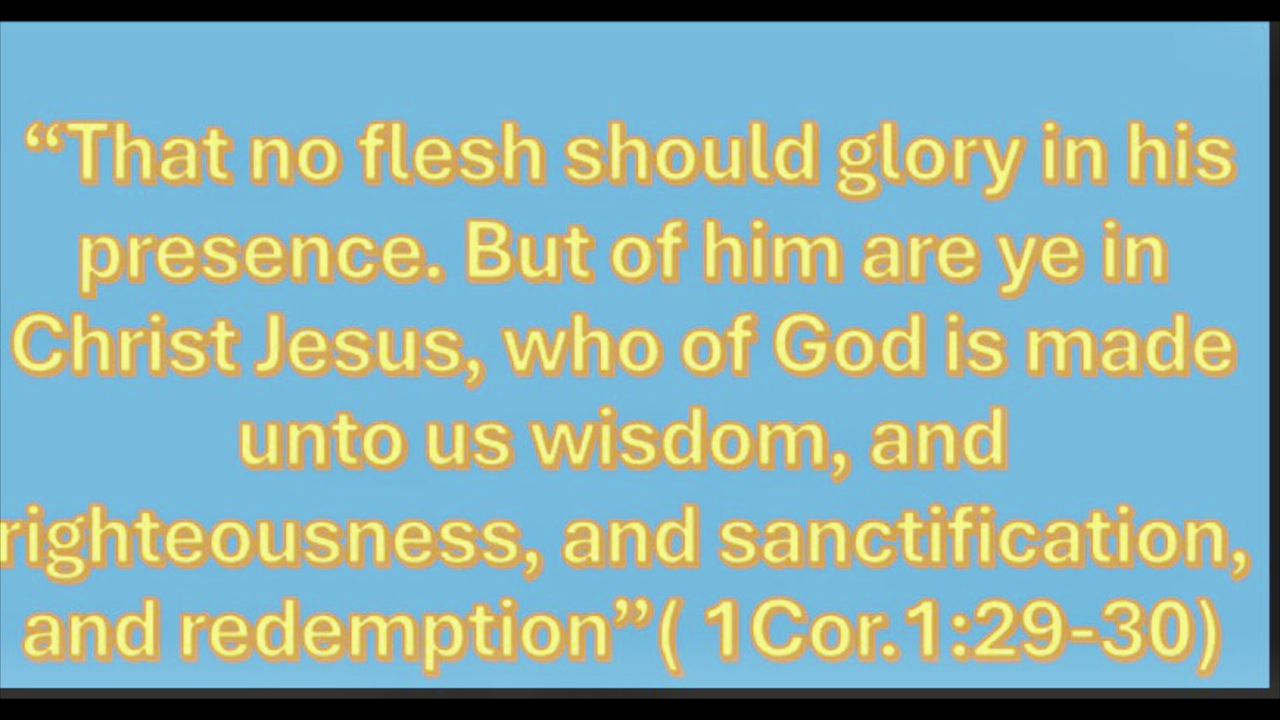 “That no flesh should glory in his
presence. But of him are ye in
Christ Jesus, who of God is made
unto us wisdom, and
righteousness, and sanctification,
and redemption”( 1Cor.1:29-30)